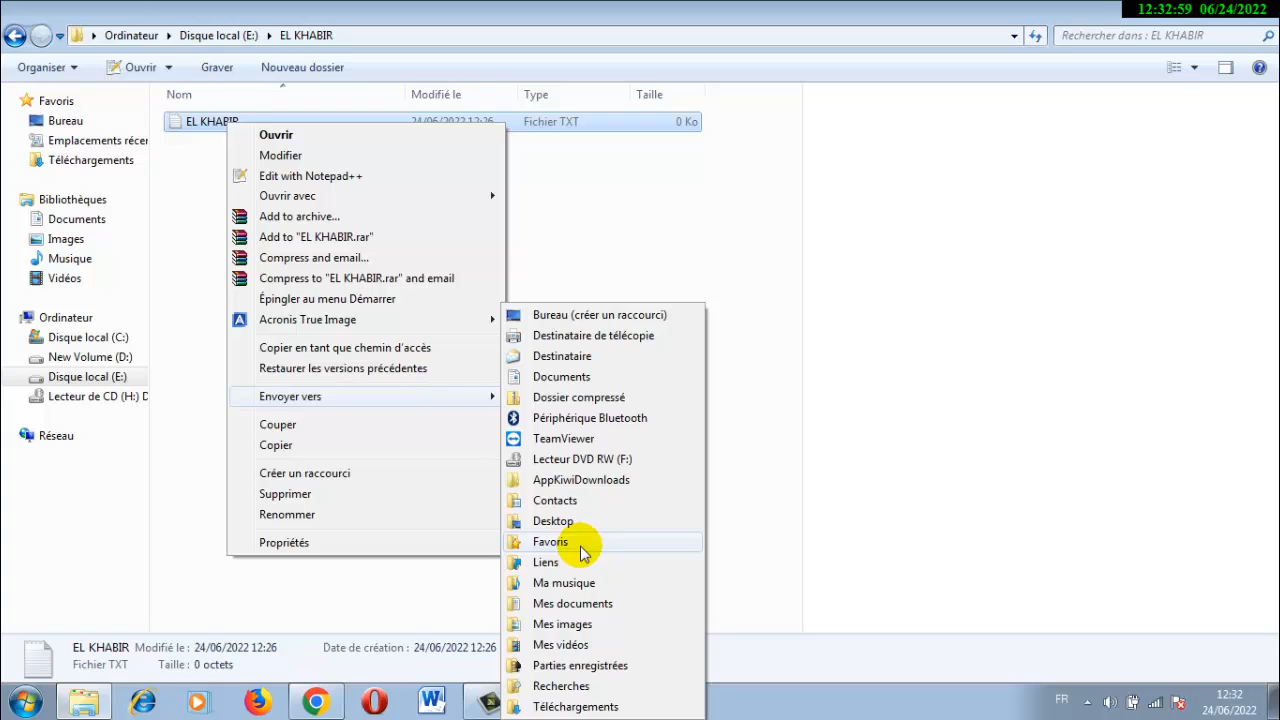 12:32:59 06/24/2022
Ordinateur Disque local (E:) EL KHABIR
Rechercher dans : EL KHABIR
Organiser Ouvrir Graver Nouveau dossier
Favoris
Bureau
Emplacements récer
Téléchargements
Bibliothèques
Documents
Images
Musique
Vidéos
Ordinateur
Disque local (C:)
New Volume (D:)
Disque local (E:)
Lecteur de CD (H:) D
Réseau
Nom Modifié le Type Taille
EL KHABIR 24/06/2022 12:26 Fichier TXT 0 Ko
Ouvrir
Modifier
Edit with Notepad++
Ouvrir avec
Add to archive...
Add to "EL KHABIR.rar"
Compress and email...
Compress to "EL KHABIR.rar" and email
Épingler au menu Démarrer
Acronis True Image
Copier en tant que chemin d'accès
Restaurer les versions précédentes
Envoyer vers
Couper
Copier
Créer un raccourci
Supprimer
Renommer
Propriétés
Bureau (créer un raccourci)
Destinataire de télécopie
Destinataire
Documents
Dossier compressé
Périphérique Bluetooth
TeamViewer
Lecteur DVD RW (F:)
AppKiwiDownloads
Contacts
Desktop
Favoris
Liens
Ma musique
Mes documents
Mes images
Mes vidéos
Parties enregistrées
Recherches
Téléchargements
EL KHABIR Modifié le : 24/06/2022 12:26 Date de création : 24/06/2022 12:26
Fichier TXT Taille : 0 octets
FR
12:32
24/06/2022